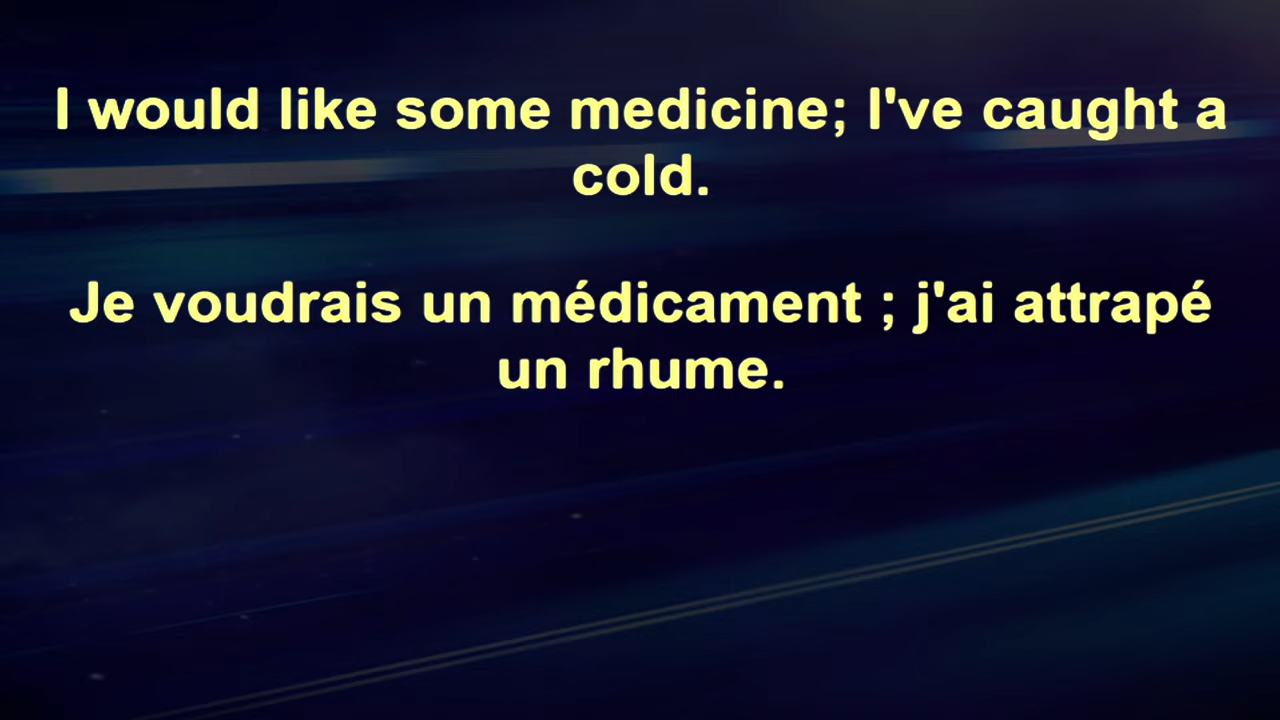 I would like some medicine; I've caught a
cold.
Je voudrais un médicament ; j'ai attrapé
un rhume.